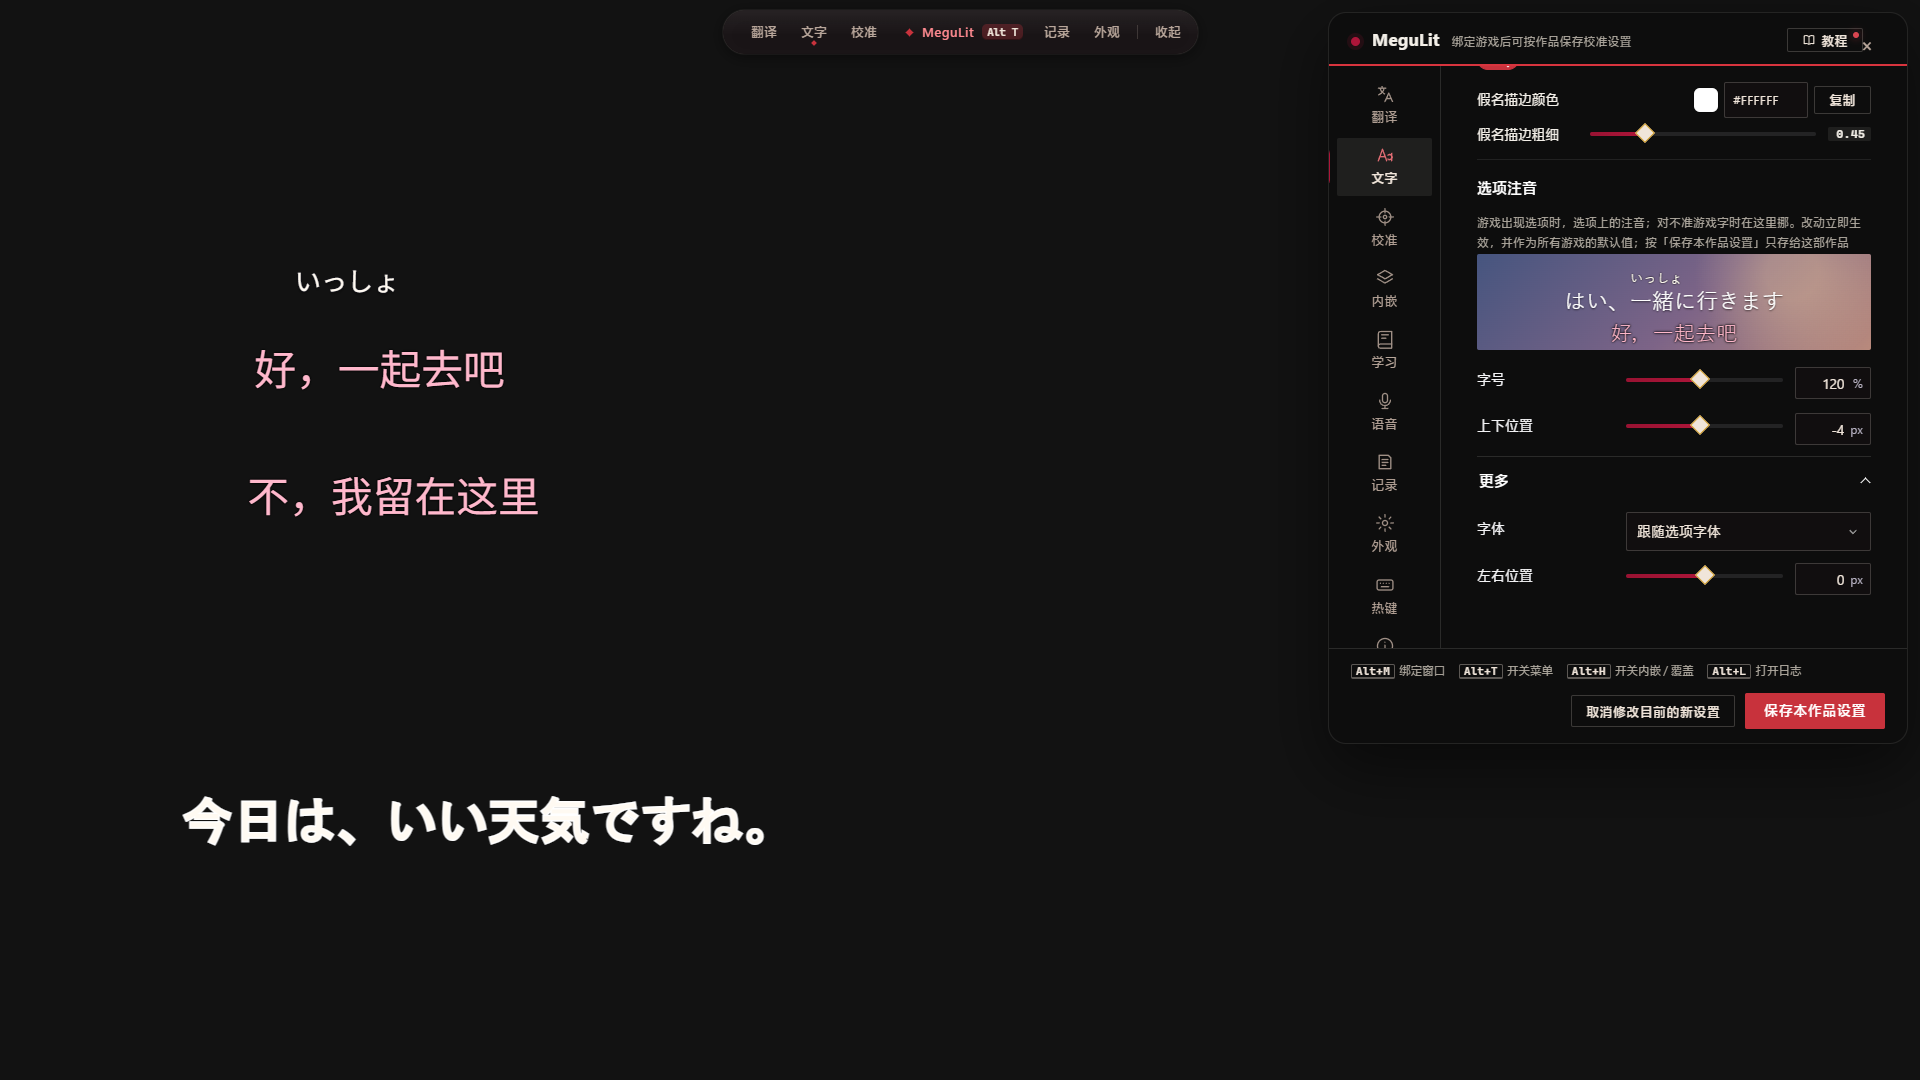 翻译 文字 校准 MeguLit Alt T 记录 外观 收起
いっしょ
好，一起去吧
不，我留在这里
今日は、いい天気ですね。
MeguLit 绑定游戏后可按作品保存校准设置 教程 ×
翻译
文字
校准
内嵌
学习
语音
记录
外观
热键
假名描边颜色 #FFFFFF 复制
假名描边粗细 0.45
选项注音
游戏出现选项时，选项上的注音；对不准游戏字时在这里挪。改动立即生
效，并作为所有游戏的默认值；按「保存本作品设置」只存给这部作品
いっしょ
はい、一緒に行きます
好，一起去吧
字号 120 %
上下位置 -4 px
更多
字体 跟随选项字体
左右位置 0 px
Alt+M 绑定窗口 Alt+T 开关菜单 Alt+H 开关内嵌 / 覆盖 Alt+L 打开日志
取消修改目前的新设置 保存本作品设置